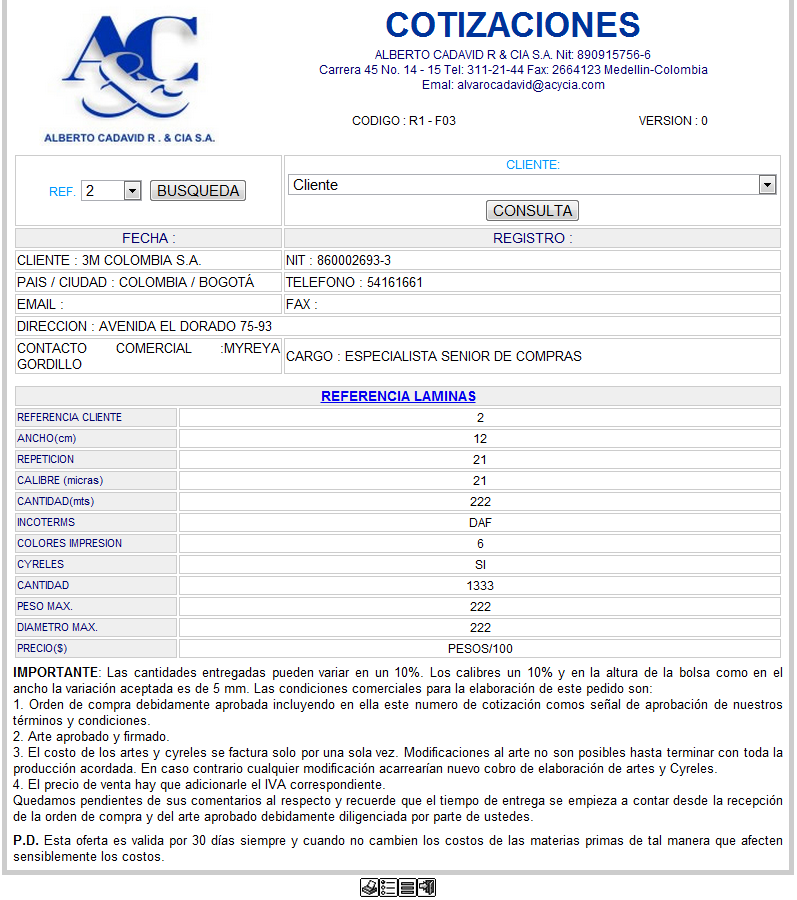 A&C
ALBERTO CADAVID R . & CIA S.A.
COTIZACIONES
ALBERTO CADAVID R & CIA S.A. Nit: 890915756-6
Carrera 45 No. 14 - 15 Tel: 311-21-44 Fax: 2664123 Medellin-Colombia
Emal: alvarocadavid@acycia.com
CODIGO : R1 - F03 VERSION : 0
REF. 2 BUSQUEDA
CLIENTE:
Cliente
CONSULTA
FECHA : REGISTRO :
CLIENTE : 3M COLOMBIA S.A. NIT : 860002693-3
PAIS / CIUDAD : COLOMBIA / BOGOTÁ TELEFONO : 54161661
EMAIL : FAX :
DIRECCION : AVENIDA EL DORADO 75-93
CONTACTO COMERCIAL :MYREYA
GORDILLO
CARGO : ESPECIALISTA SENIOR DE COMPRAS
REFERENCIA LAMINAS
REFERENCIA CLIENTE 2
ANCHO(cm) 12
REPETICION 21
CALIBRE (micras) 21
CANTIDAD(mts) 222
INCOTERMS DAF
COLORES IMPRESION 6
CYRELES SI
CANTIDAD 1333
PESO MAX. 222
DIAMETRO MAX. 222
PRECIO($) PESOS/100
IMPORTANTE: Las cantidades entregadas pueden variar en un 10%. Los calibres un 10% y en la altura de la bolsa como en el
ancho la variación aceptada es de 5 mm. Las condiciones comerciales para la elaboración de este pedido son:
1. Orden de compra debidamente aprobada incluyendo en ella este numero de cotización comos señal de aprobación de nuestros
términos y condiciones.
2. Arte aprobado y firmado.
3. El costo de los artes y cyreles se factura solo por una sola vez. Modificaciones al arte no son posibles hasta terminar con toda la
producción acordada. En caso contrario cualquier modificación acarrearían nuevo cobro de elaboración de artes y Cyreles.
4. El precio de venta hay que adicionarle el IVA correspondiente.
Quedamos pendientes de sus comentarios al respecto y recuerde que el tiempo de entrega se empieza a contar desde la recepción
de la orden de compra y del arte aprobado debidamente diligenciada por parte de ustedes.
P.D. Esta oferta es valida por 30 días siempre y cuando no cambien los costos de las materias primas de tal manera que afecten
sensiblemente los costos.